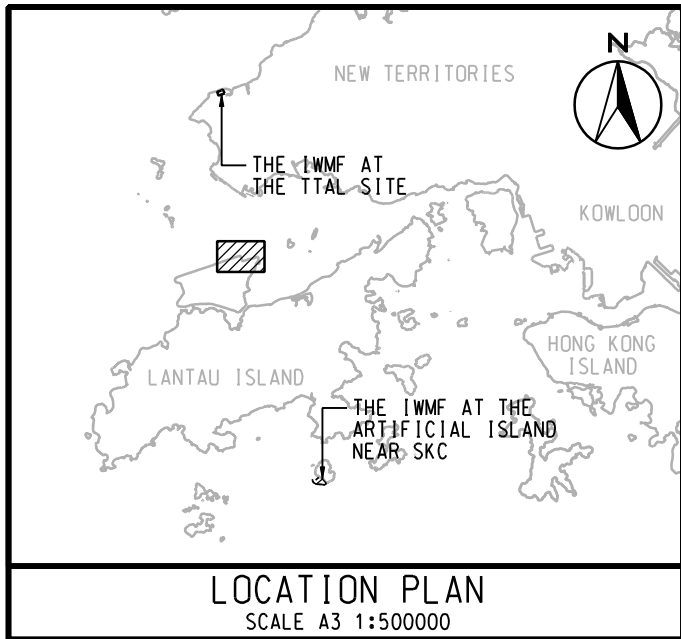 N
NEW TERRITORIES
THE IWMF AT
THE TTAL SITE
KOWLOON
HONG KONG
ISLAND
LANTAU ISLAND
THE IWMF AT THE
ARTIFICIAL ISLAND
NEAR SKC
LOCATION PLAN
SCALE A3 1:500000